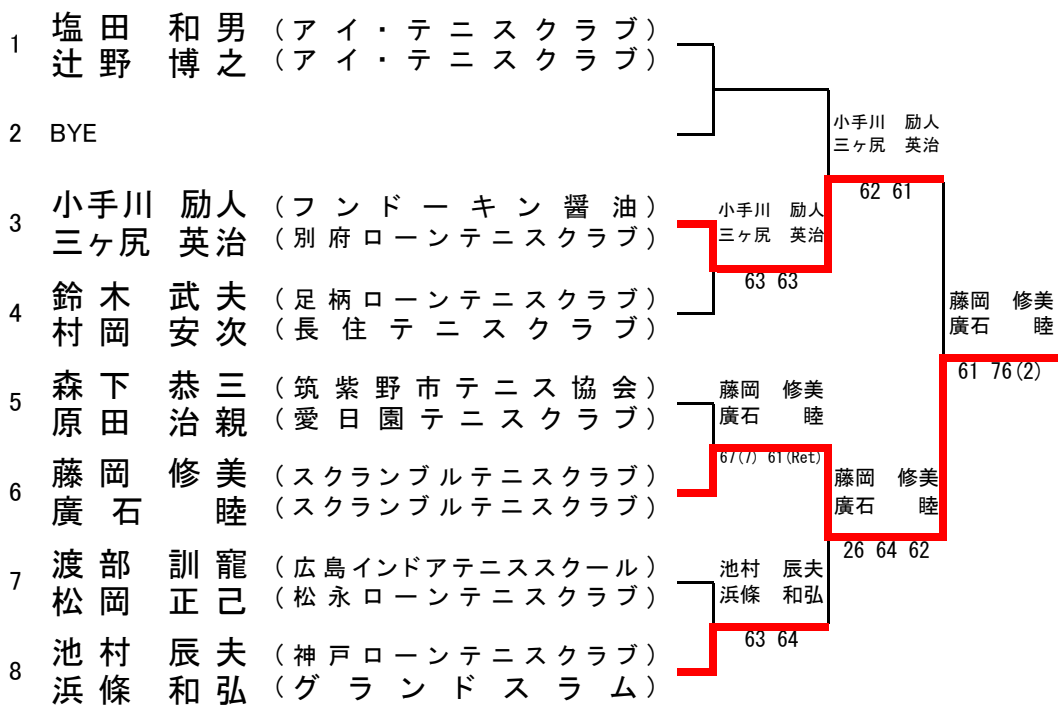 1 塩田 和男 (アイ・テニスクラブ)
辻野 博之 (アイ・テニスクラブ)
2 BYE
3 小手川 励人 (フンドーキン醤油)
三ヶ尻 英治 (別府ローンテニスクラブ)
4 鈴木 武夫 (足柄ローンテニスクラブ)
村岡 安次 (長住テニスクラブ)
5 森下 恭三 (筑紫野市テニス協会)
原田 治親 (愛日園テニスクラブ)
6 藤岡 修美 (スクランブルテニスクラブ)
廣石 睦 (スクランブルテニスクラブ)
7 渡部 訓寵 (広島インドアテニススクール)
松岡 正己 (松永ローンテニスクラブ)
8 池村 辰夫 (神戸ローンテニスクラブ)
浜條 和弘 (グランドスラム)
小手川 励人
三ヶ尻 英治
63 63
藤岡 修美
廣石 睦
67(7) 61(Ret)
池村 辰夫
浜條 和弘
63 64
小手川 励人
三ヶ尻 英治
62 61
藤岡 修美
廣石 睦
26 64 62
藤岡 修美
廣石 睦
61 76(2)